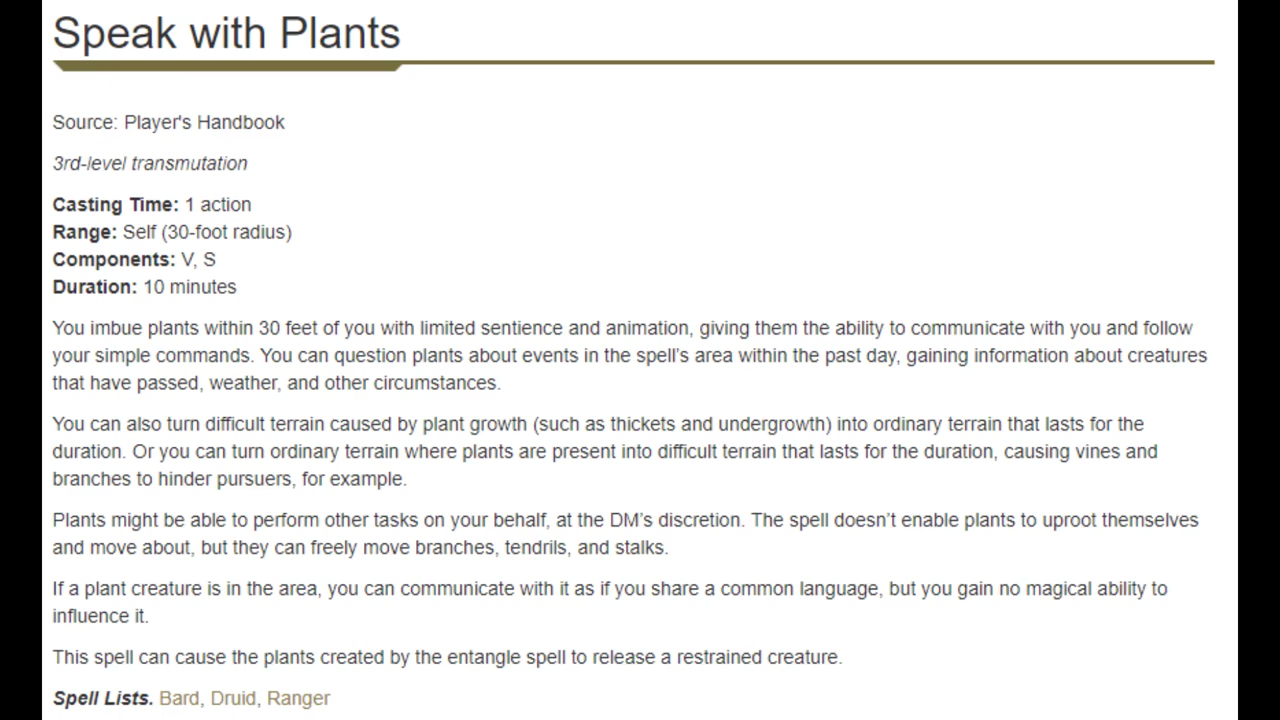 Speak with Plants
Source: Player's Handbook
3rd-level transmutation
Casting Time: 1 action
Range: Self (30-foot radius)
Components: V, S
Duration: 10 minutes
You imbue plants within 30 feet of you with limited sentience and animation, giving them the ability to communicate with you and follow
your simple commands. You can question plants about events in the spell’s area within the past day, gaining information about creatures
that have passed, weather, and other circumstances.
You can also turn difficult terrain caused by plant growth (such as thickets and undergrowth) into ordinary terrain that lasts for the
duration. Or you can turn ordinary terrain where plants are present into difficult terrain that lasts for the duration, causing vines and
branches to hinder pursuers, for example.
Plants might be able to perform other tasks on your behalf, at the DM’s discretion. The spell doesn’t enable plants to uproot themselves
and move about, but they can freely move branches, tendrils, and stalks.
If a plant creature is in the area, you can communicate with it as if you share a common language, but you gain no magical ability to
influence it.
This spell can cause the plants created by the entangle spell to release a restrained creature.
Spell Lists. Bard, Druid, Ranger